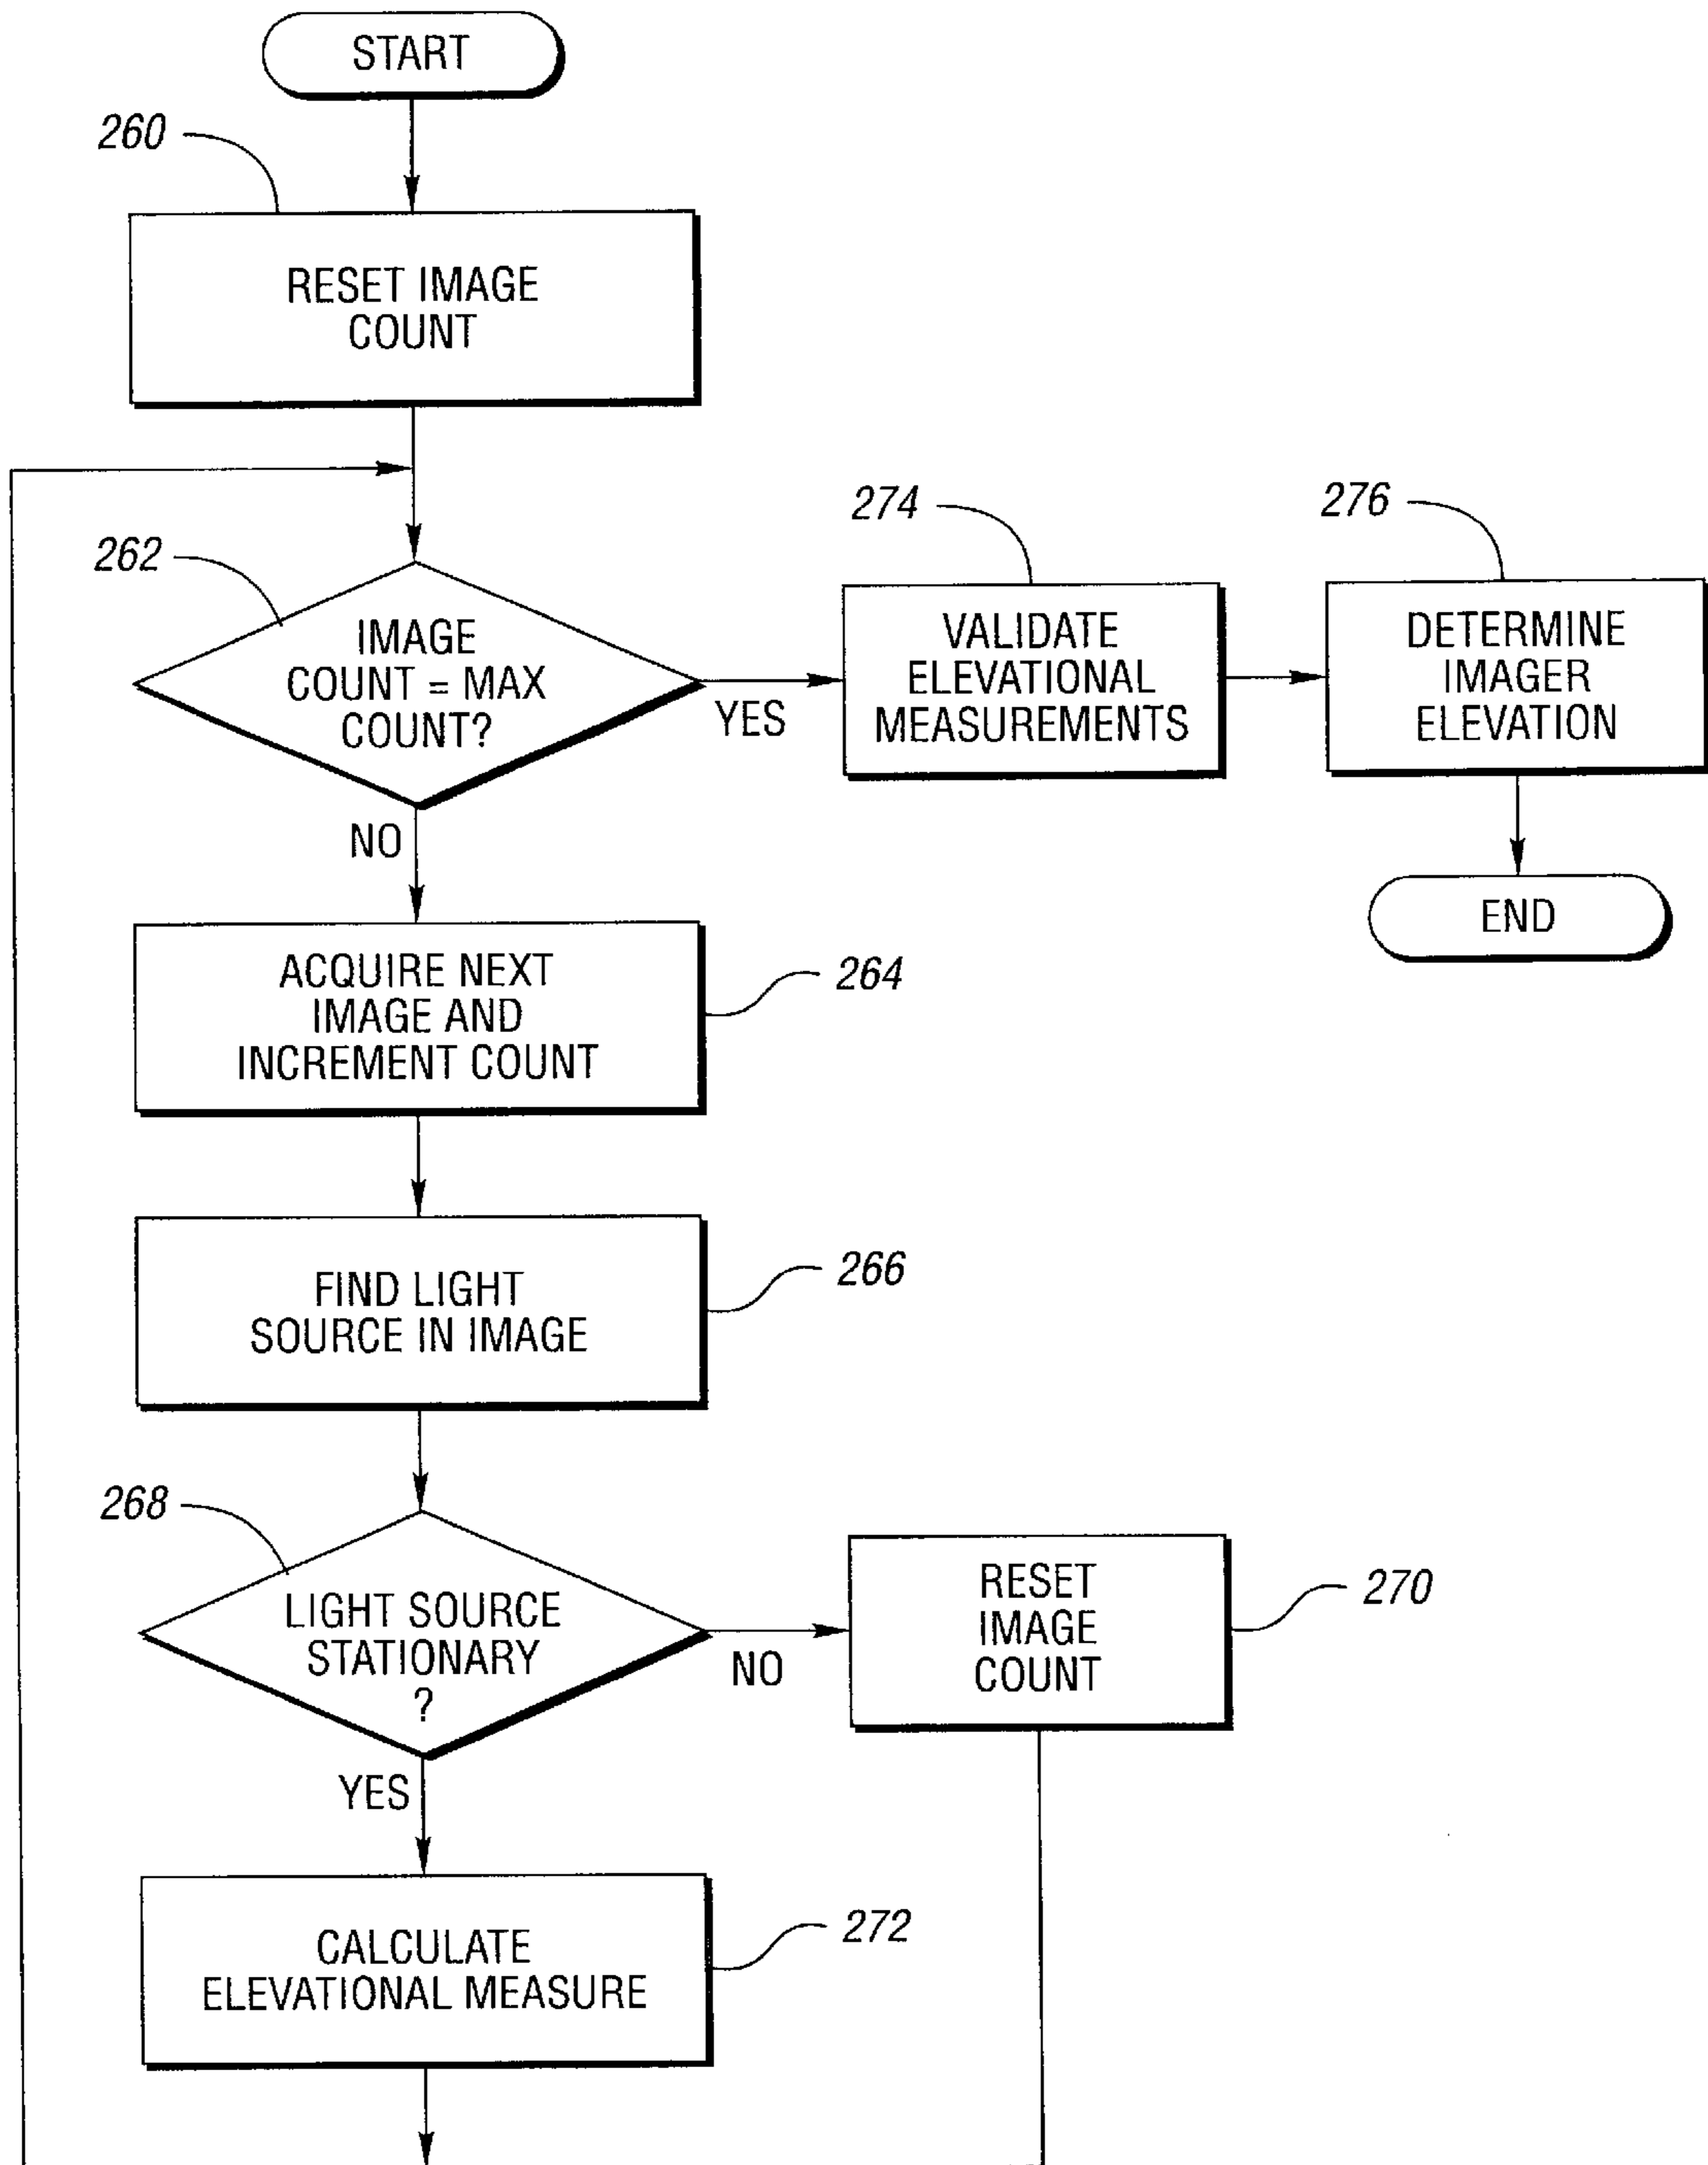 START
260
RESET IMAGE
COUNT
262
IMAGE
COUNT = MAX
COUNT?
YES
NO
274
VALIDATE
ELEVATIONAL
MEASUREMENTS
276
DETERMINE
IMAGER
ELEVATION
END
ACQUIRE NEXT
IMAGE AND
INCREMENT COUNT
264
FIND LIGHT
SOURCE IN IMAGE
266
268
LIGHT SOURCE
STATIONARY
?
NO
YES
RESET
IMAGE
COUNT
270
CALCULATE
ELEVATIONAL MEASURE
272